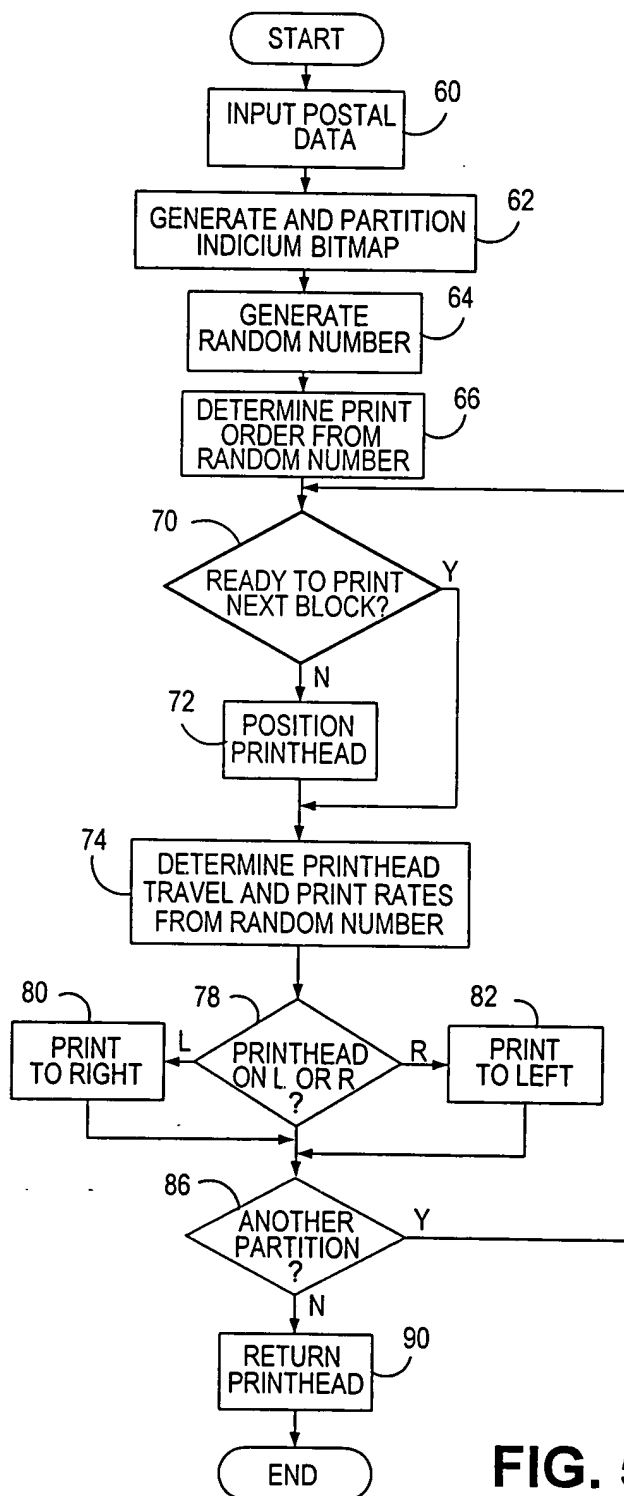 START
60
INPUT POSTAL
DATA
62
GENERATE AND PARTITION
INDICIUM BITMAP
64
GENERATE
RANDOM NUMBER
66
DETERMINE PRINT
ORDER FROM
RANDOM NUMBER
70
READY TO PRINT
NEXT BLOCK?
Y
N
72
POSITION
PRINTHEAD
74
DETERMINE PRINTHEAD
TRAVEL AND PRINT RATES
FROM RANDOM NUMBER
80
78
82
PRINT
TO RIGHT
L
PRINTHEAD
ON L OR R
?
R
PRINT
TO LEFT
86
ANOTHER
PARTITION
?
Y
N
90
RETURN
PRINTHEAD
END
FIG. 5